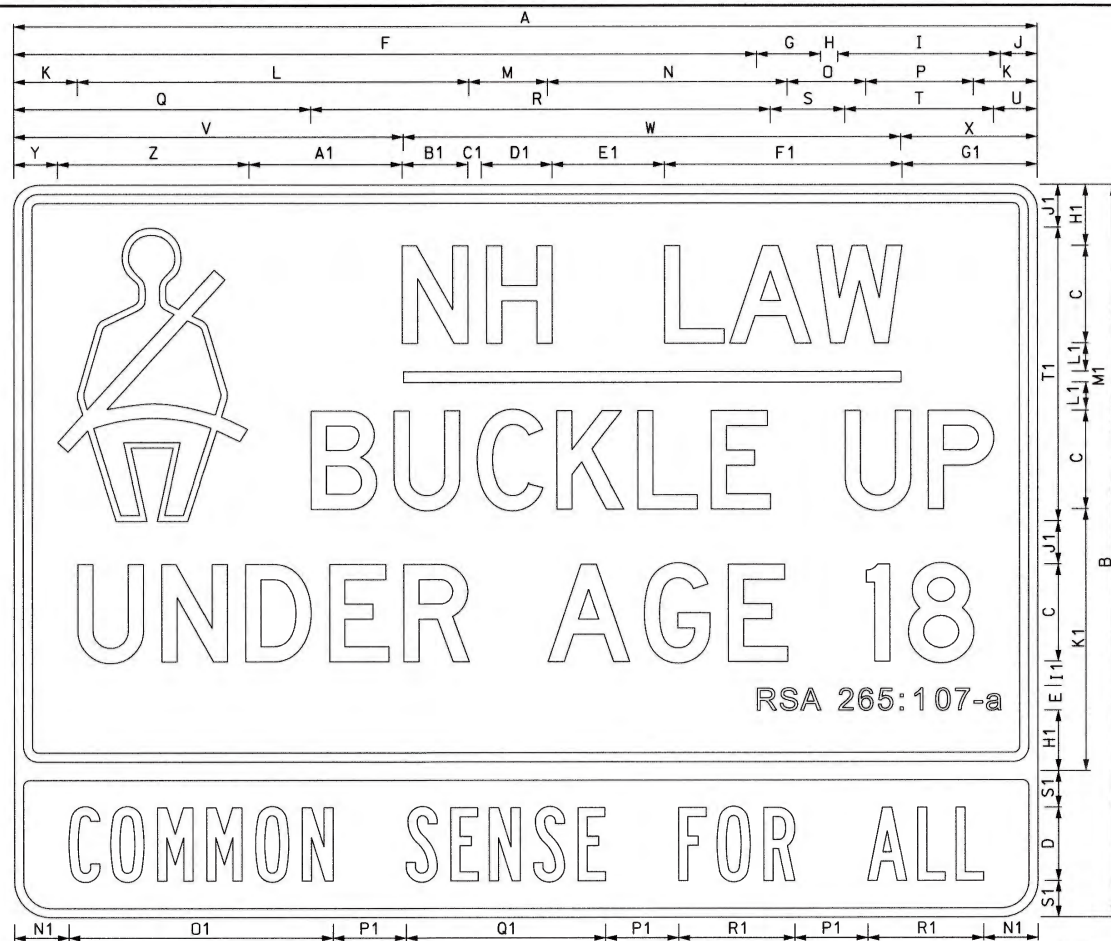 A
F G H I J
K L M N O P K
Q R S T U
V W X
Y Z A1 B1 C1 D1 E1 F1 G1
J1 H1
NH LAW
C
L1
T1 M1
L1
BUCKLE UP
C
B
J1
UNDER AGE 18
C
K1
I1
RSA 265:107-a
E
H1
S1
COMMON SENSE FOR ALL
D
S1
N1 O1 P1 Q1 P1 R1 P1 R1 N1